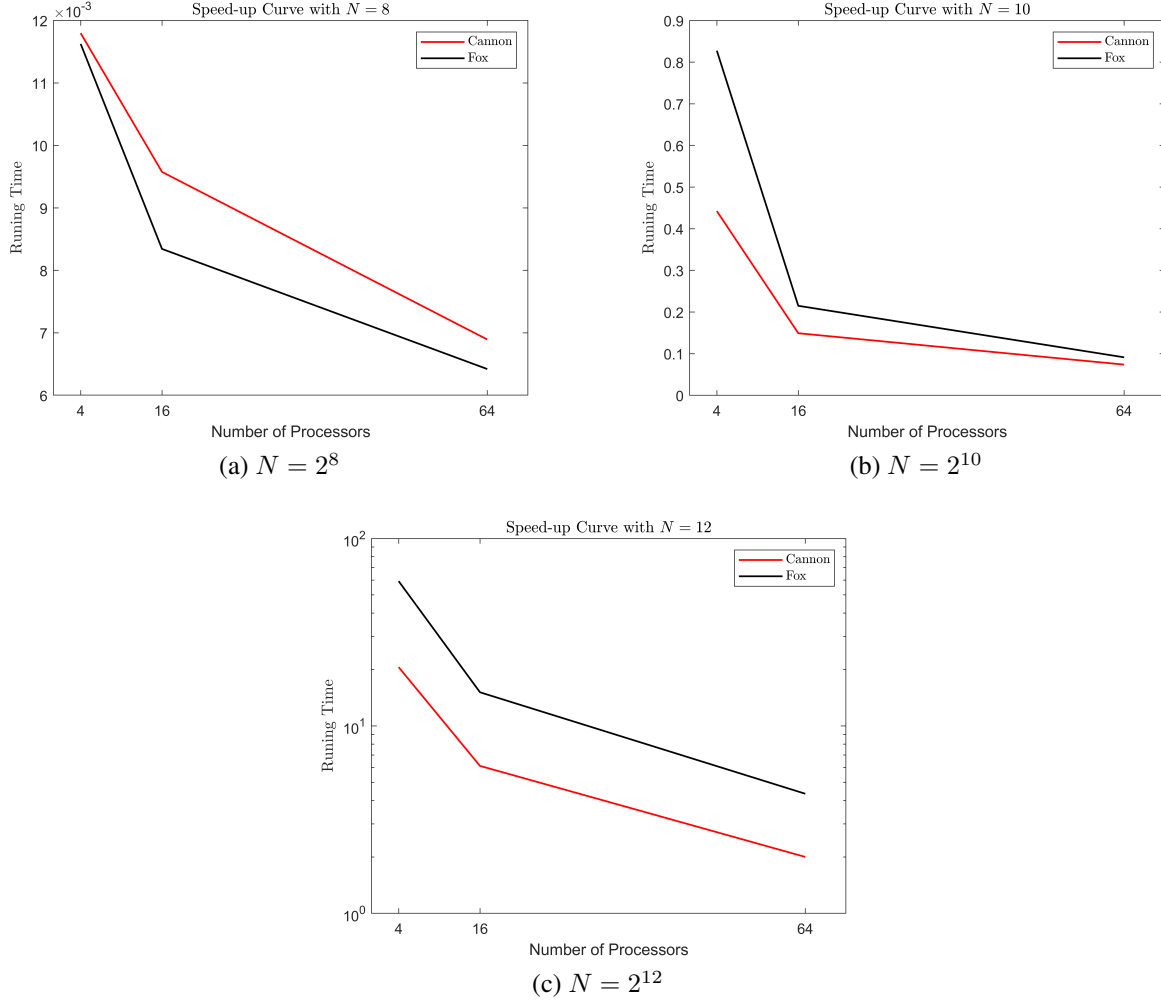 Speed-up Curve with N = 8
×10^-3
12
11
10
9
8
7
6
Runing Time
4 16 64
Number of Processors
Cannon
Fox
(a) N = 2^8
Speed-up Curve with N = 10
0.9
0.8
0.7
0.6
0.5
0.4
0.3
0.2
0.1
0
Runing Time
4 16 64
Number of Processors
Cannon
Fox
(b) N = 2^10
Speed-up Curve with N = 12
10^2
10^1
10^0
Runing Time
4 16 64
Number of Processors
Cannon
Fox
(c) N = 2^12